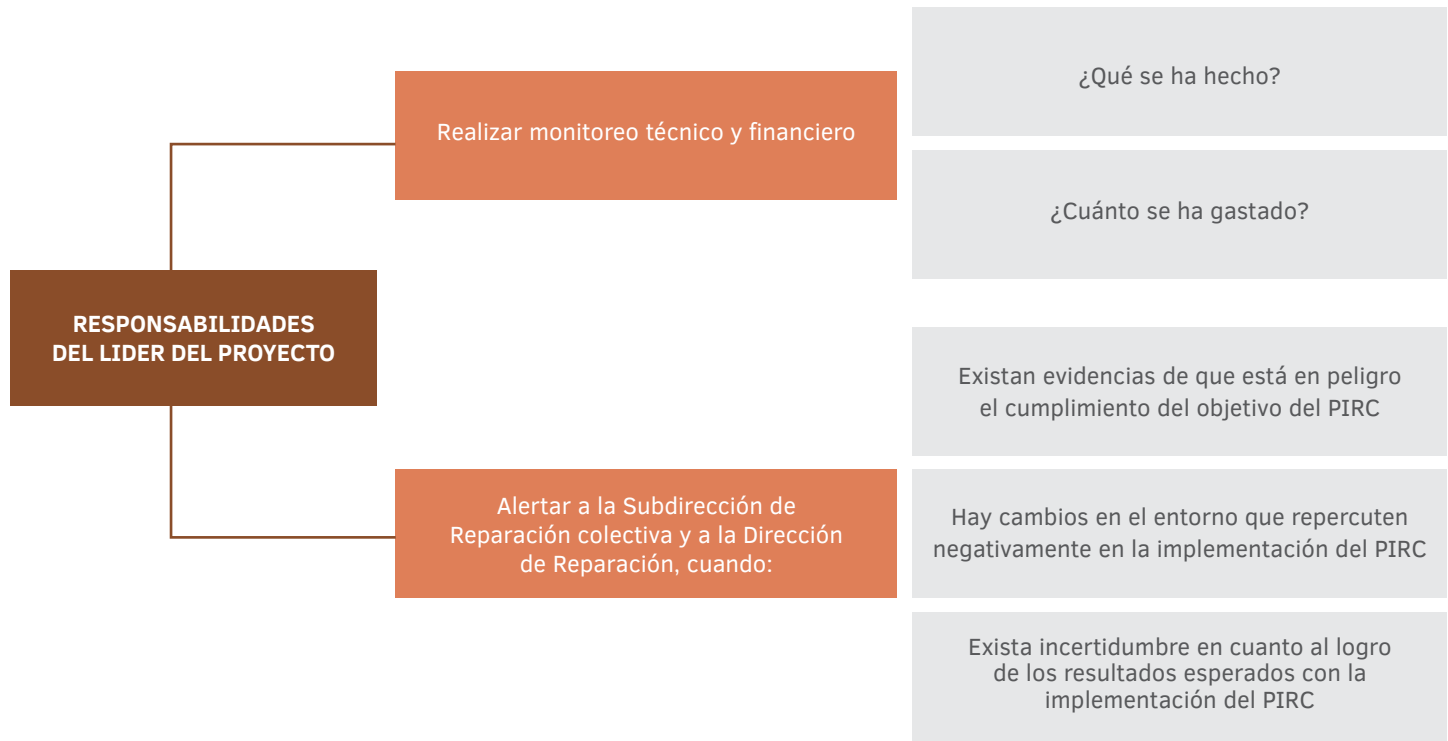 RESPONSABILIDADES
DEL LIDER DEL PROYECTO
Realizar monitoreo técnico y financiero
¿Qué se ha hecho?
¿Cuánto se ha gastado?
Alertar a la Subdirección de
Reparación colectiva y a la Dirección
de Reparación, cuando:
Existan evidencias de que está en peligro
el cumplimiento del objetivo del PIRC
Hay cambios en el entorno que repercuten
negativamente en la implementación del PIRC
Exista incertidumbre en cuanto al logro
de los resultados esperados con la
implementación del PIRC